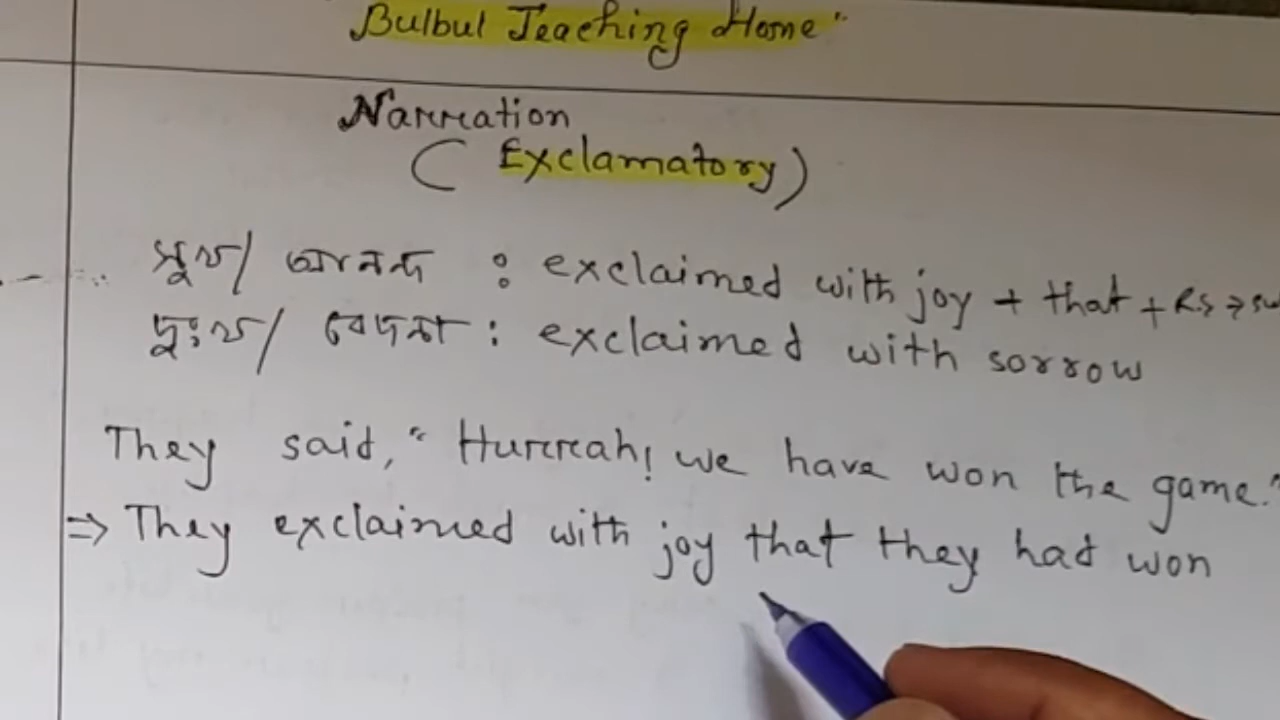 Bulbul Teaching Home"
Narration
(Exclamatory)
সুখ/ আনন্দ : exclaimed with joy + that + R.S →
দুঃখ/ বেদনা : exclaimed with sorrow
They said, "Hurrah! we have won the game."
⇒ They exclaimed with joy that they had won